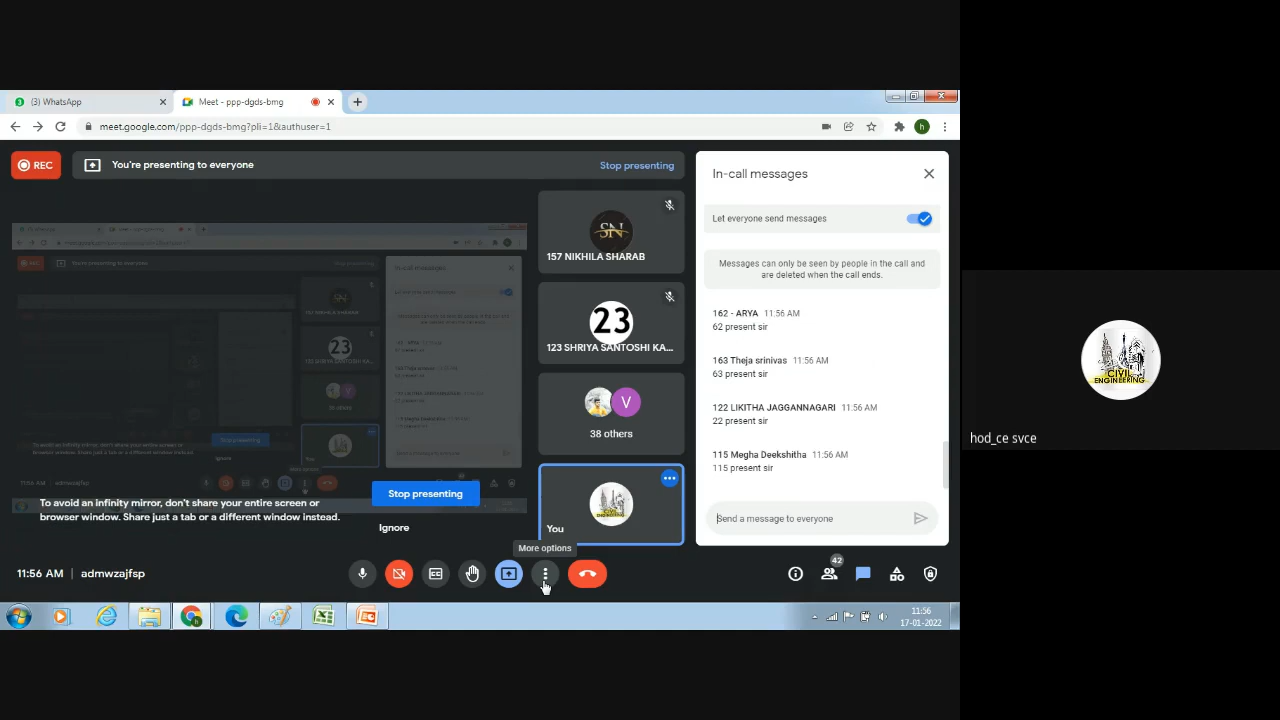 (3) WhatsApp
Meet - ppp-dgds-bmg
meet.google.com/ppp-dgds-bmg?pli=1&authuser=1
h
REC
You're presenting to everyone
Stop presenting
SN
157 NIKHILA SHARAB
23
123 SHRIYA SANTOSHI KA...
V
38 others
You
In-call messages
Let everyone send messages
Messages can only be seen by people in the call and
are deleted when the call ends.
162 - ARYA 11:56 AM
62 present sir
163 Theja srinivas 11:56 AM
63 present sir
122 LIKITHA JAGGANNAGARI 11:56 AM
22 present sir
115 Megha Deekshitha 11:56 AM
115 present sir
Send a message to everyone
To avoid an infinity mirror, don't share your entire screen or
browser window. Share just a tab or a different window instead.
Stop presenting
Ignore
More options
11:56 AM | admwzajfsp
42
11:56
17-01-2022
CIVIL
ENGINEERING
hod_ce svce